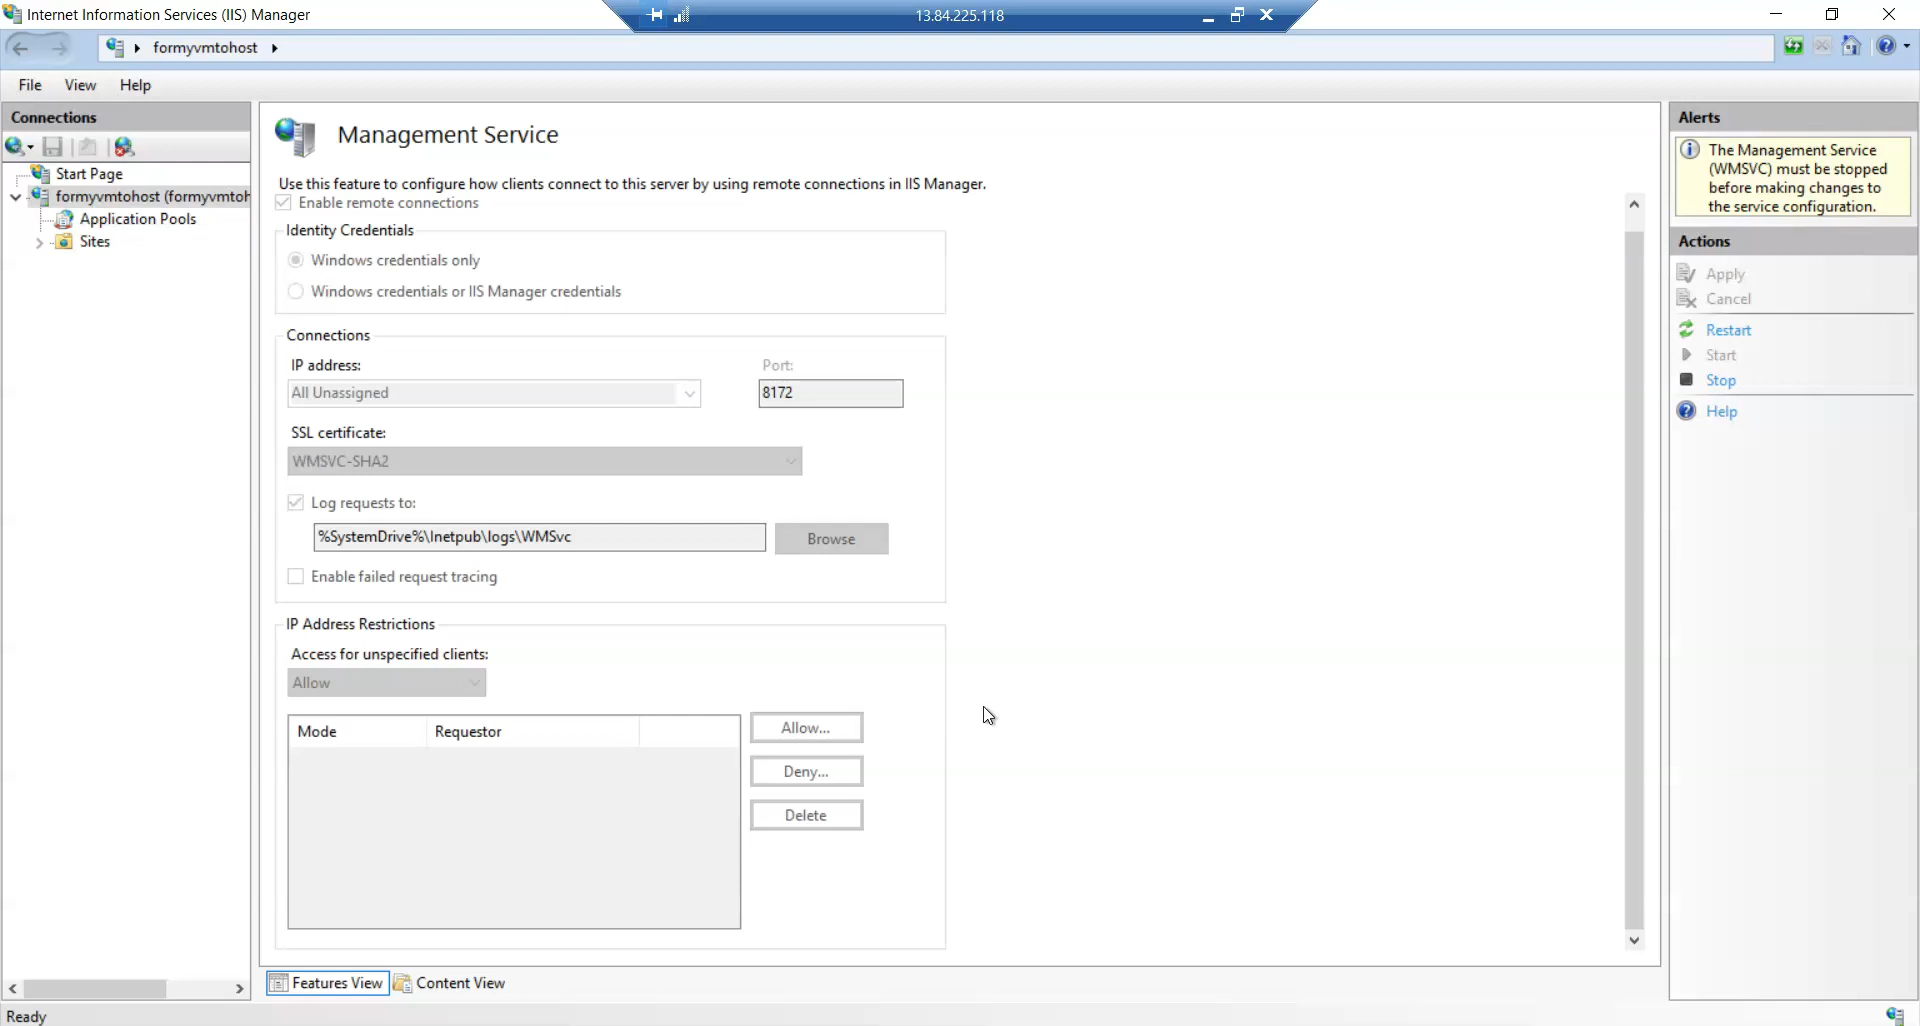 Internet Information Services (IIS) Manager
13.84.225.118
formyvmtohost
File View Help
Connections
Start Page
formyvmtohost (formyvmtoh
Application Pools
Sites
Management Service
Use this feature to configure how clients connect to this server by using remote connections in IIS Manager.
Enable remote connections
Identity Credentials
Windows credentials only
Windows credentials or IIS Manager credentials
Connections
IP address:
Port:
All Unassigned
8172
SSL certificate:
WMSVC-SHA2
Log requests to:
%SystemDrive%\Inetpub\logs\WMSvc
Browse
Enable failed request tracing
IP Address Restrictions
Access for unspecified clients:
Allow
Mode
Requestor
Allow...
Deny...
Delete
Features View
Content View
Alerts
The Management Service
(WMSVC) must be stopped
before making changes to
the service configuration.
Actions
Apply
Cancel
Restart
Start
Stop
Help
Ready